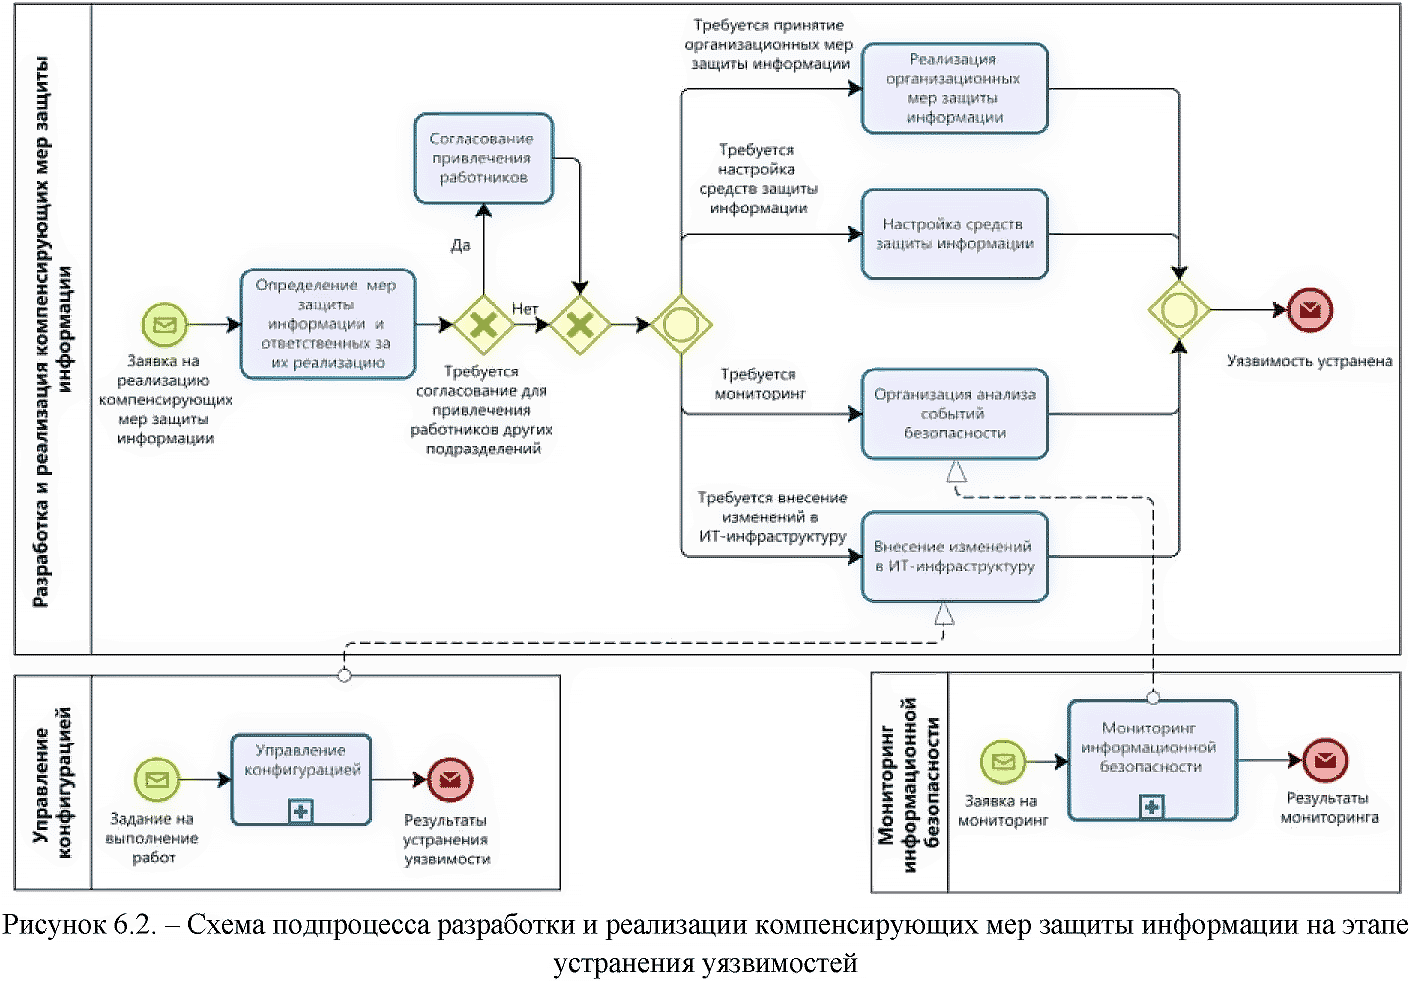 Разработка и реализация компенсирующих мер защиты
информации
Заявка на
реализацию
компенсирующих
мер защиты
информации
Определение мер
защиты
информации и
ответственных за
их реализацию
Требуется
согласование для
привлечения
работников других
подразделений
Да
Нет
Согласование
привлечения
работников
Требуется принятие
организационных мер
защиты информации
Реализация
организационных
мер защиты
информации
Требуется
настройка
средств защиты
информации
Настройка средств
защиты информации
Требуется
мониторинг
Организация анализа
событий
безопасности
Требуется внесение
изменений в
ИТ-инфраструктуру
Внесение изменений
в ИТ-инфраструктуру
Уязвимость устранена
Управление
конфигурацией
Задание на
выполнение
работ
Управление
конфигурацией
Результаты
устранения
уязвимости
Мониторинг
информационной
безопасности
Заявка на
мониторинг
Мониторинг
информационной
безопасности
Результаты
мониторинга
Рисунок 6.2. – Схема подпроцесса разработки и реализации компенсирующих мер защиты информации на этапе
устранения уязвимостей